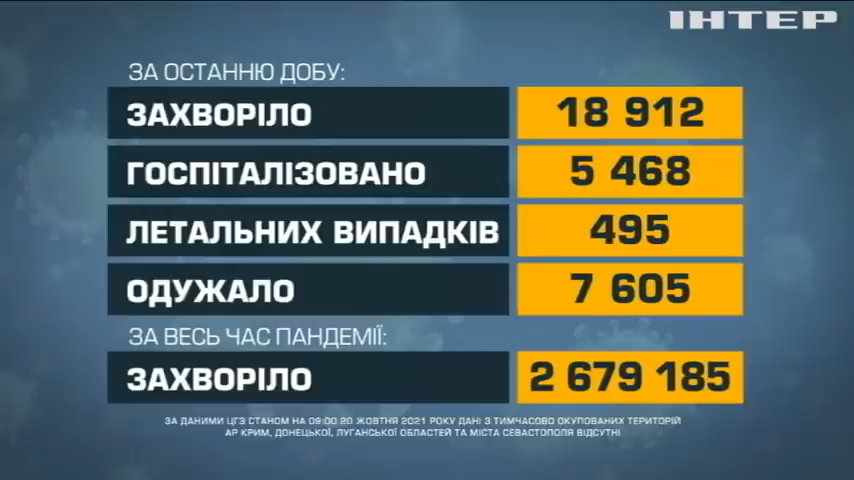 ІНТЕР
ЗА ОСТАННЮ ДОБУ:
ЗАХВОРІЛО 18 912
ГОСПІТАЛІЗОВАНО 5 468
ЛЕТАЛЬНИХ ВИПАДКІВ 495
ОДУЖАЛО 7 605
ЗА ВЕСЬ ЧАС ПАНДЕМІЇ:
ЗАХВОРІЛО 2 679 185
ЗА ДАНИМИ ЦГЗ СТАНОМ НА 09:00 20 ЖОВТНЯ 2021 РОКУ ДАНІ З ТИМЧАСОВО ОКУПОВАНИХ ТЕРИТОРІЙ
АР КРИМ, ДОНЕЦЬКОЇ, ЛУГАНСЬКОЇ ОБЛАСТЕЙ ТА МІСТА СЕВАСТОПОЛЯ ВІДСУТНІ